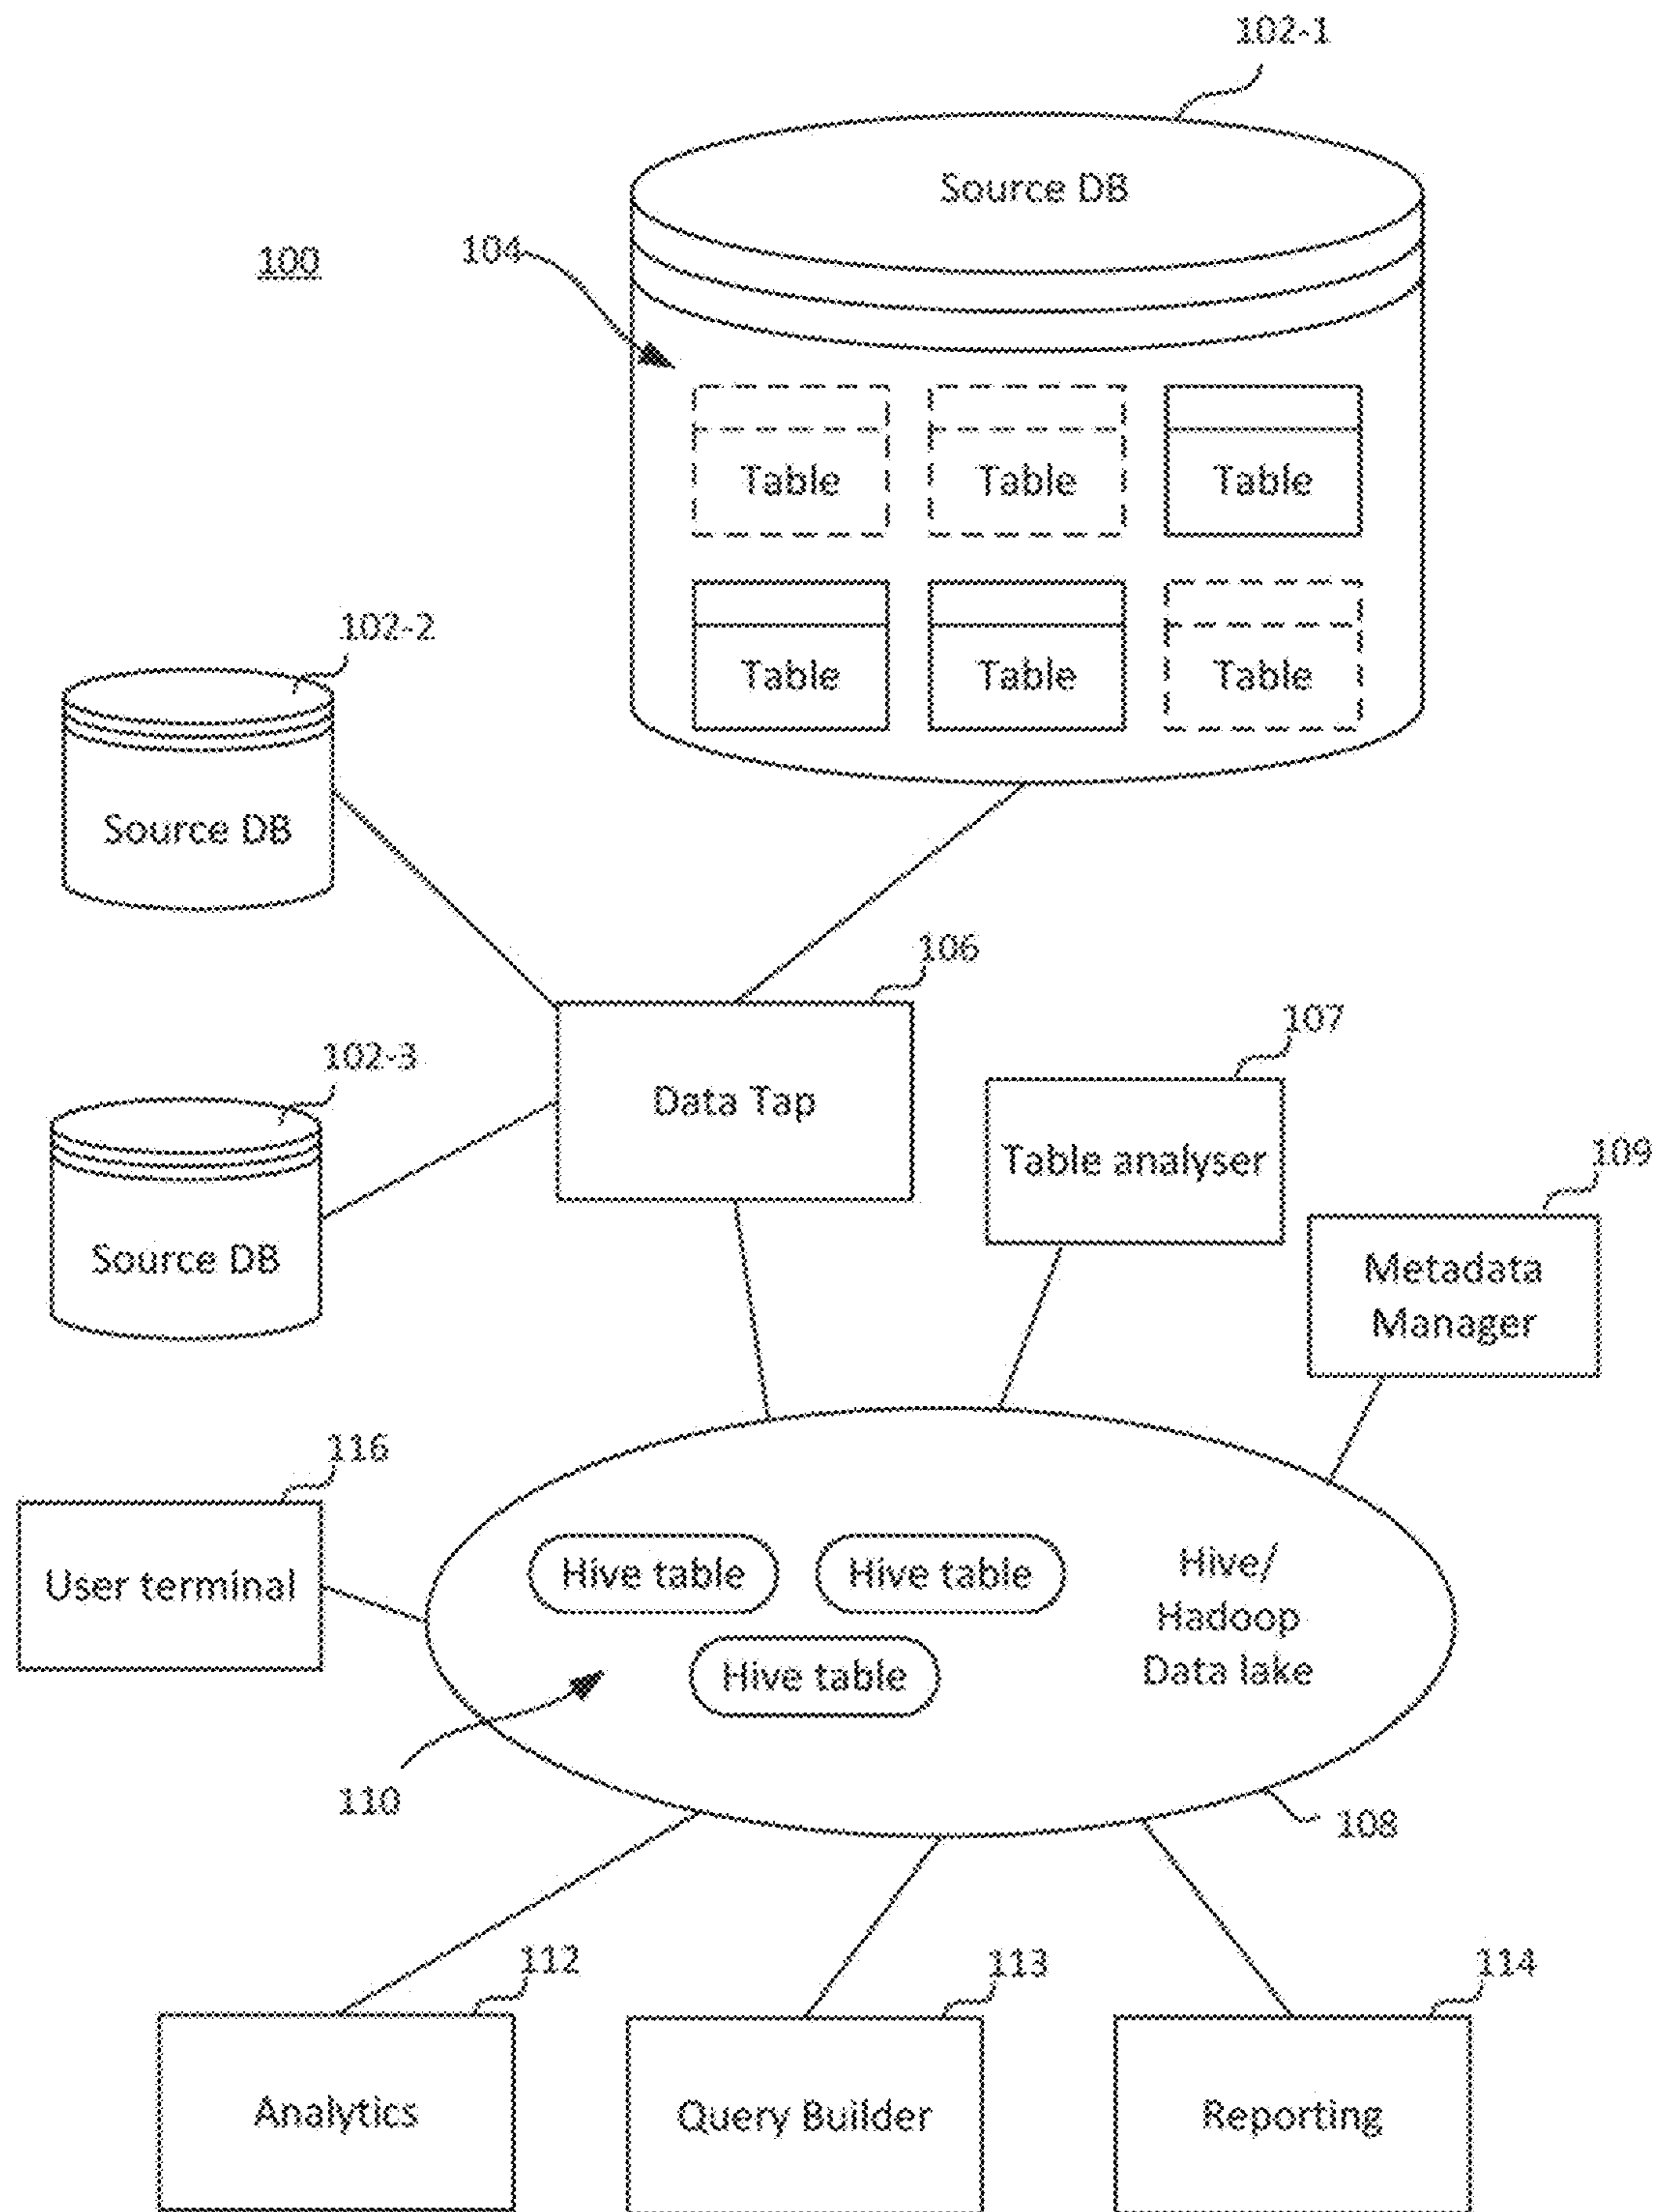 102-1
Source DB
104
100
Table
Table
Table
102-2
Table
Table
Table
Source DB
106
102-3
107
Data Tap
Table analyser
109
Source DB
Metadata
Manager
116
User terminal
Hive table
Hive table
Hive/
Hadoop
Data lake
Hive table
110
108
112
113
114
Analytics
Query Builder
Reporting